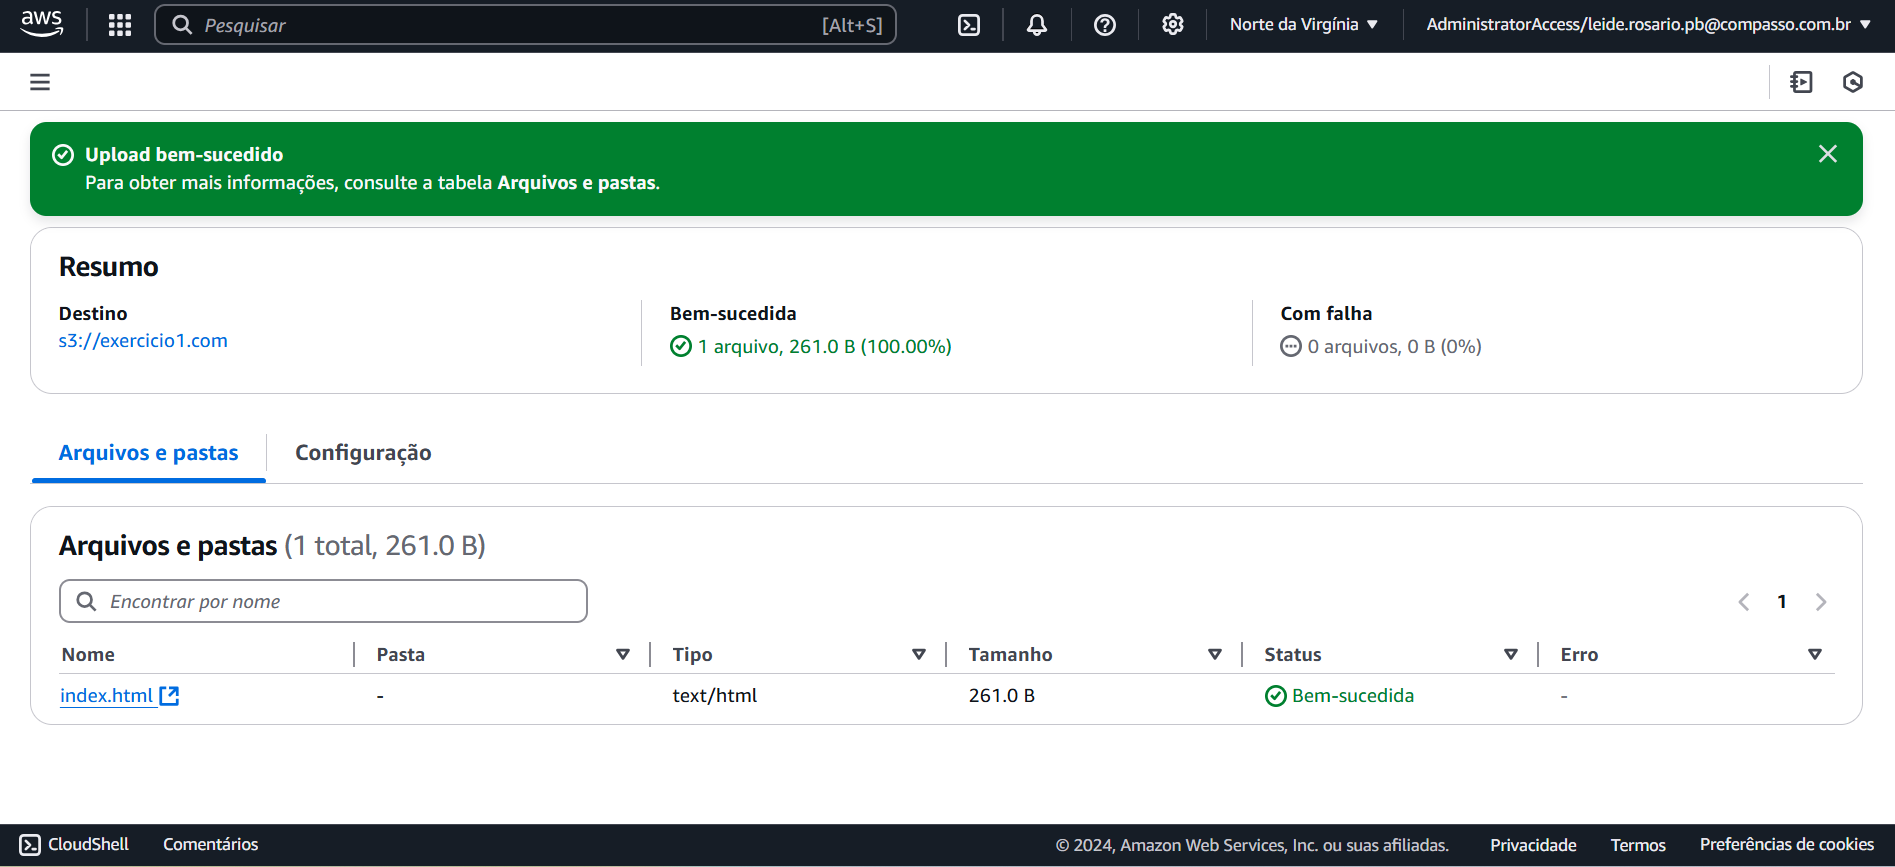 aws
Pesquisar [Alt+S] Norte da Virgínia AdministratorAccess/leide.rosario.pb@compasso.com.br
Upload bem-sucedido
Para obter mais informações, consulte a tabela Arquivos e pastas.
Resumo
Destino Bem-sucedida Com falha
s3://exercicio1.com 1 arquivo, 261.0 B (100.00%) 0 arquivos, 0 B (0%)
Arquivos e pastas Configuração
Arquivos e pastas (1 total, 261.0 B)
Encontrar por nome 1
Nome Pasta Tipo Tamanho Status Erro
index.html - text/html 261.0 B Bem-sucedida -
CloudShell Comentários © 2024, Amazon Web Services, Inc. ou suas afiliadas. Privacidade Termos Preferências de cookies